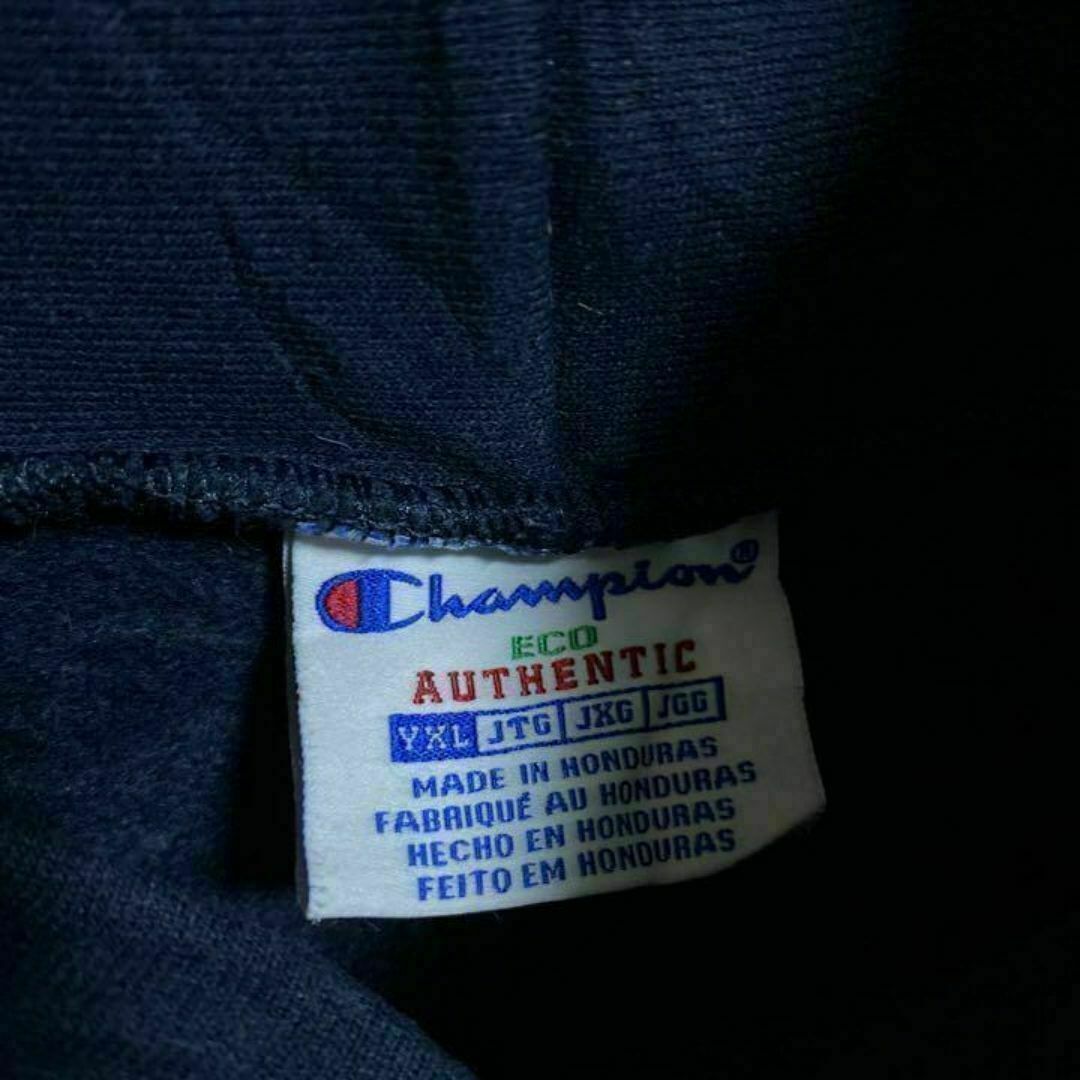 Champion®
ECO
AUTHENTIC
YXL JTG JXG JGG
MADE IN HONDURAS
FABRIQUÉ AU HONDURAS
HECHO EN HONDURAS
FEITO EM HONDURAS